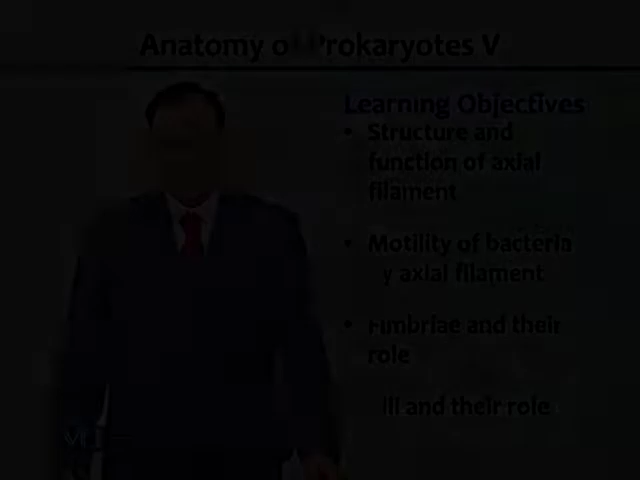 Anatomy of Prokaryotes V
Learning Objectives
• Structure and
function of axial
filament
• Motility of bacteria
y axial filament
• Fimbriae and their
role
ili and their role